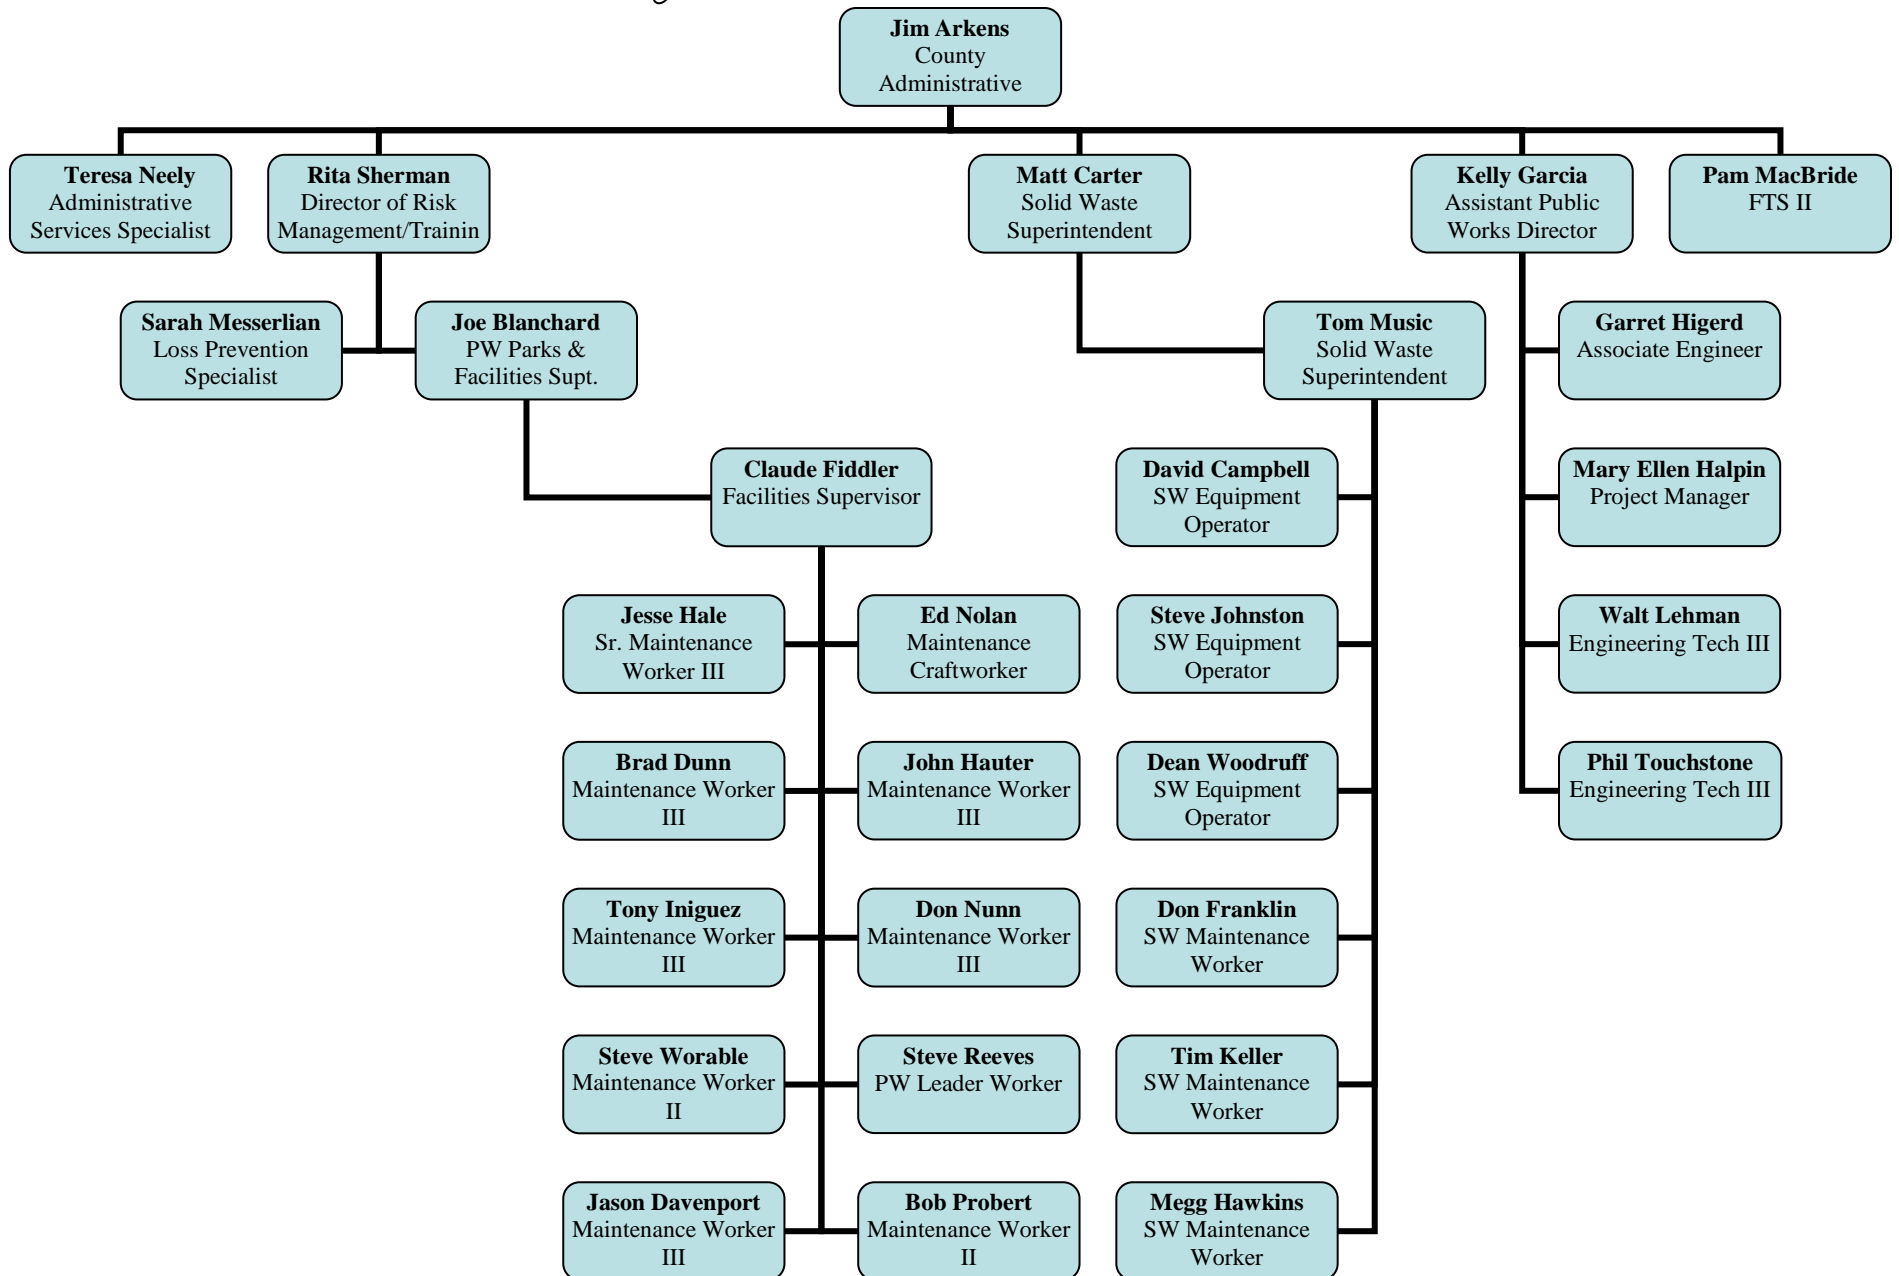 Jim Arkens
County
Administrative
Teresa Neely
Administrative
Services Specialist
Rita Sherman
Director of Risk
Management/Trainin
Matt Carter
Solid Waste
Superintendent
Kelly Garcia
Assistant Public
Works Director
Pam MacBride
FTS II
Sarah Messerlian
Loss Prevention
Specialist
Joe Blanchard
PW Parks &
Facilities Supt.
Tom Music
Solid Waste
Superintendent
Garret Higerd
Associate Engineer
Claude Fiddler
Facilities Supervisor
David Campbell
SW Equipment
Operator
Mary Ellen Halpin
Project Manager
Jesse Hale
Sr. Maintenance
Worker III
Ed Nolan
Maintenance
Craftworker
Steve Johnston
SW Equipment
Operator
Walt Lehman
Engineering Tech III
Brad Dunn
Maintenance Worker
III
John Hauter
Maintenance Worker
III
Dean Woodruff
SW Equipment
Operator
Phil Touchstone
Engineering Tech III
Tony Iniguez
Maintenance Worker
III
Don Nunn
Maintenance Worker
III
Don Franklin
SW Maintenance
Worker
Steve Worable
Maintenance Worker
II
Steve Reeves
PW Leader Worker
Tim Keller
SW Maintenance
Worker
Jason Davenport
Maintenance Worker
III
Bob Probert
Maintenance Worker
II
Megg Hawkins
SW Maintenance
Worker